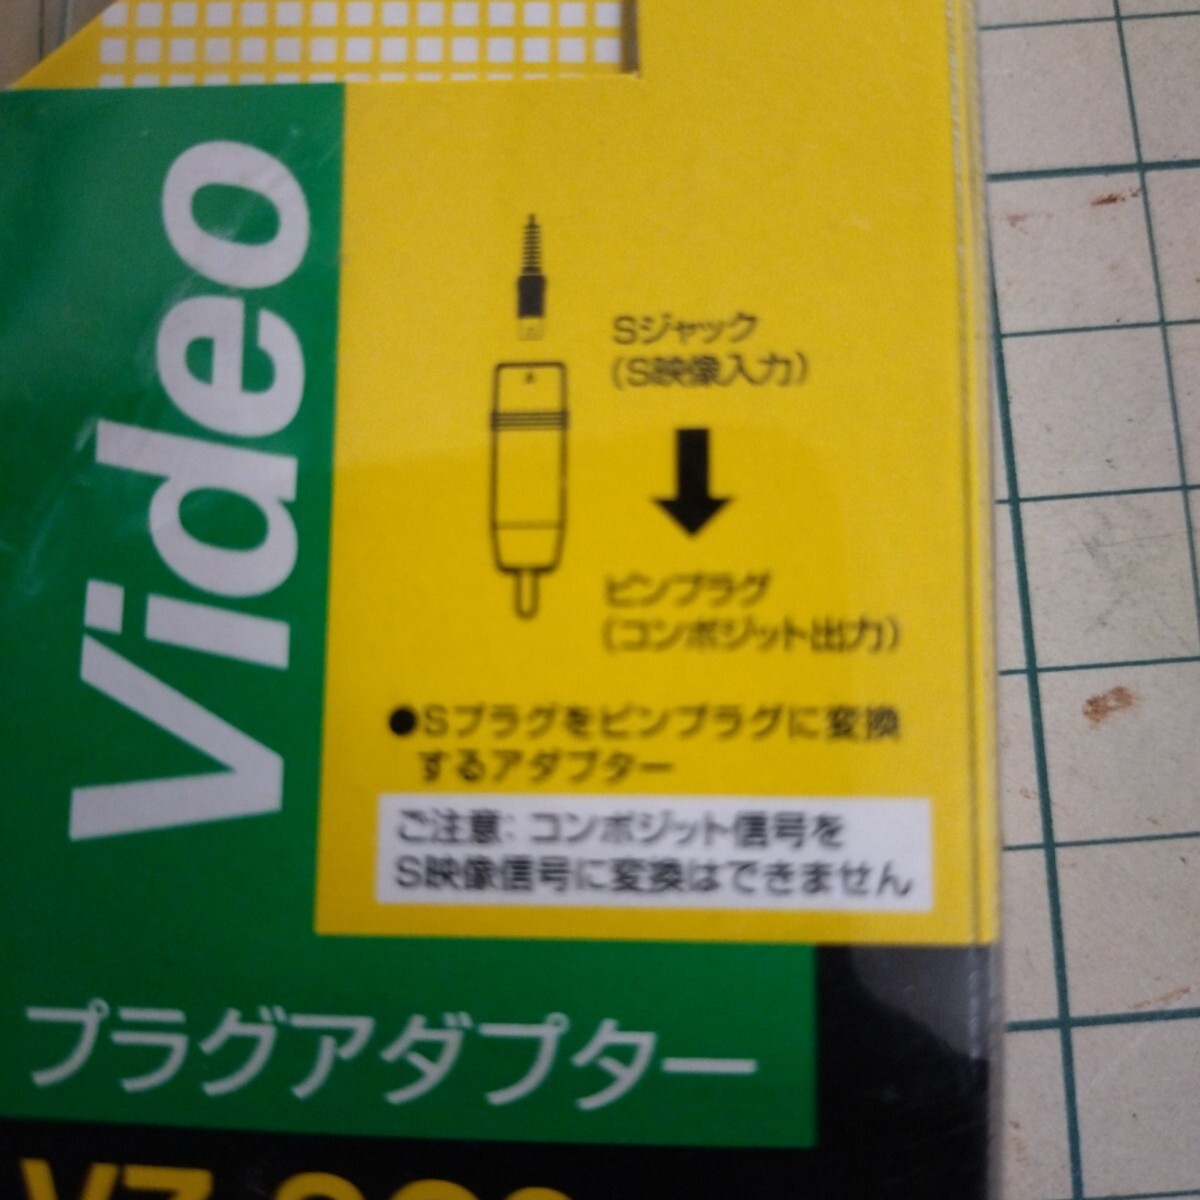 Video
Sジャック
(S映像入力)
ピンプラグ
(コンポジット出力)
●Sプラグをピンプラグに変換
するアダプター
ご注意: コンポジット信号を
S映像信号に変換はできません
プラグアダプター